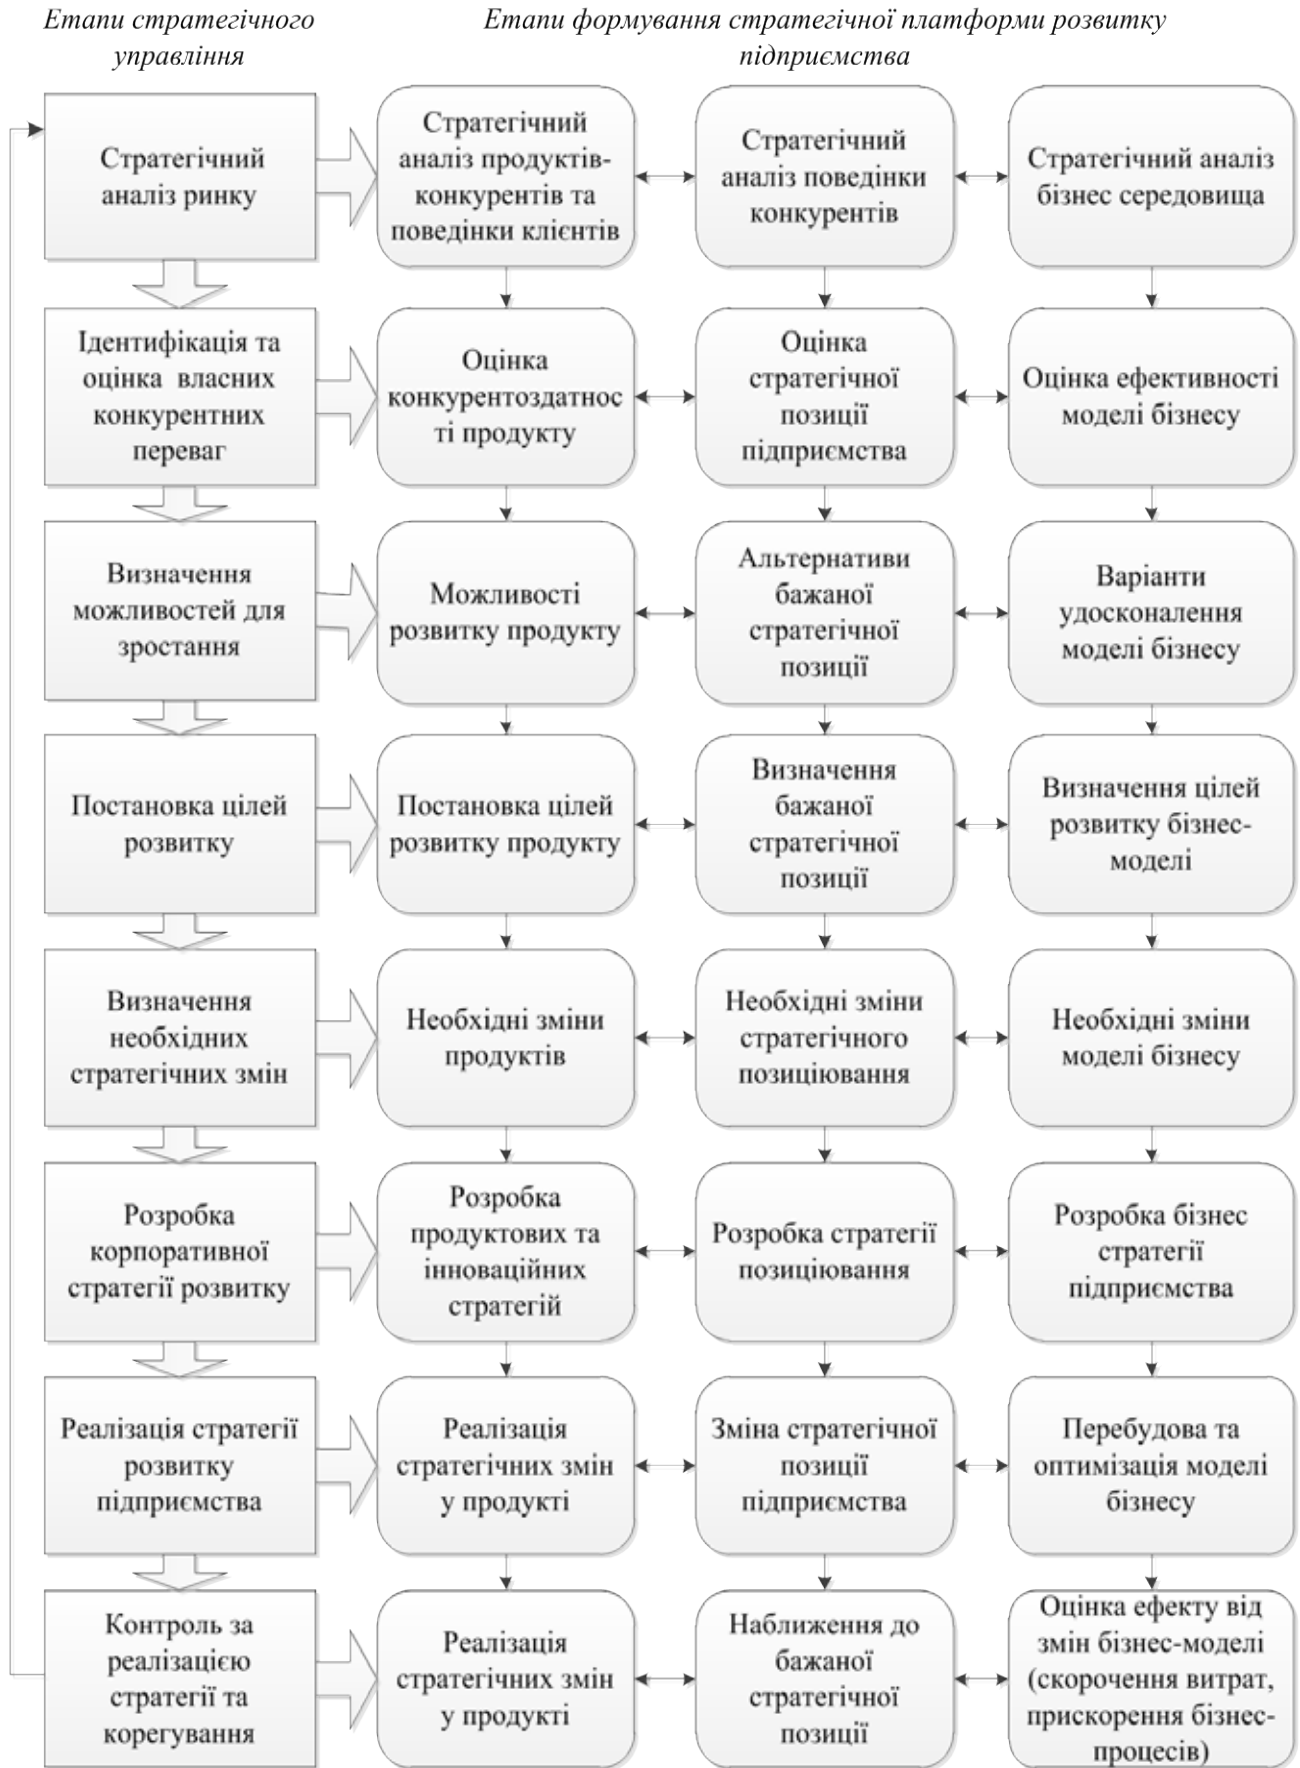 Етапи стратегічного
управління
Етапи формування стратегічної платформи розвитку
підприємства
Стратегічний
аналіз ринку
Стратегічний
аналіз продуктів-
конкурентів та
поведінки клієнтів
Стратегічний
аналіз поведінки
конкурентів
Стратегічний аналіз
бізнес середовища
Ідентифікація та
оцінка власних
конкурентних
переваг
Оцінка
конкурентоздатнос
ті продукту
Оцінка
стратегічної
позиції
підприємства
Оцінка ефективності
моделі бізнесу
Визначення
можливостей для
зростання
Можливості
розвитку продукту
Альтернативи
бажаної
стратегічної
позиції
Варіанти
удосконалення
моделі бізнесу
Постановка цілей
розвитку
Постановка цілей
розвитку продукту
Визначення
бажаної
стратегічної
позиції
Визначення цілей
розвитку бізнес-
моделі
Визначення
необхідних
стратегічних змін
Необхідні зміни
продуктів
Необхідні зміни
стратегічного
позиціювання
Необхідні зміни
моделі бізнесу
Розробка
корпоративної
стратегії розвитку
Розробка
продуктових та
інноваційних
стратегій
Розробка стратегії
позиціювання
Розробка бізнес
стратегії
підприємства
Реалізація стратегії
розвитку
підприємства
Реалізація
стратегічних змін
у продукті
Зміна стратегічної
позиції
підприємства
Перебудова та
оптимізація моделі
бізнесу
Контроль за
реалізацією
стратегії та
корегування
Реалізація
стратегічних змін
у продукті
Наближення до
бажаної
стратегічної
позиції
Оцінка ефекту від
змін бізнес-моделі
(скорочення витрат,
прискорення бізнес-
процесів)